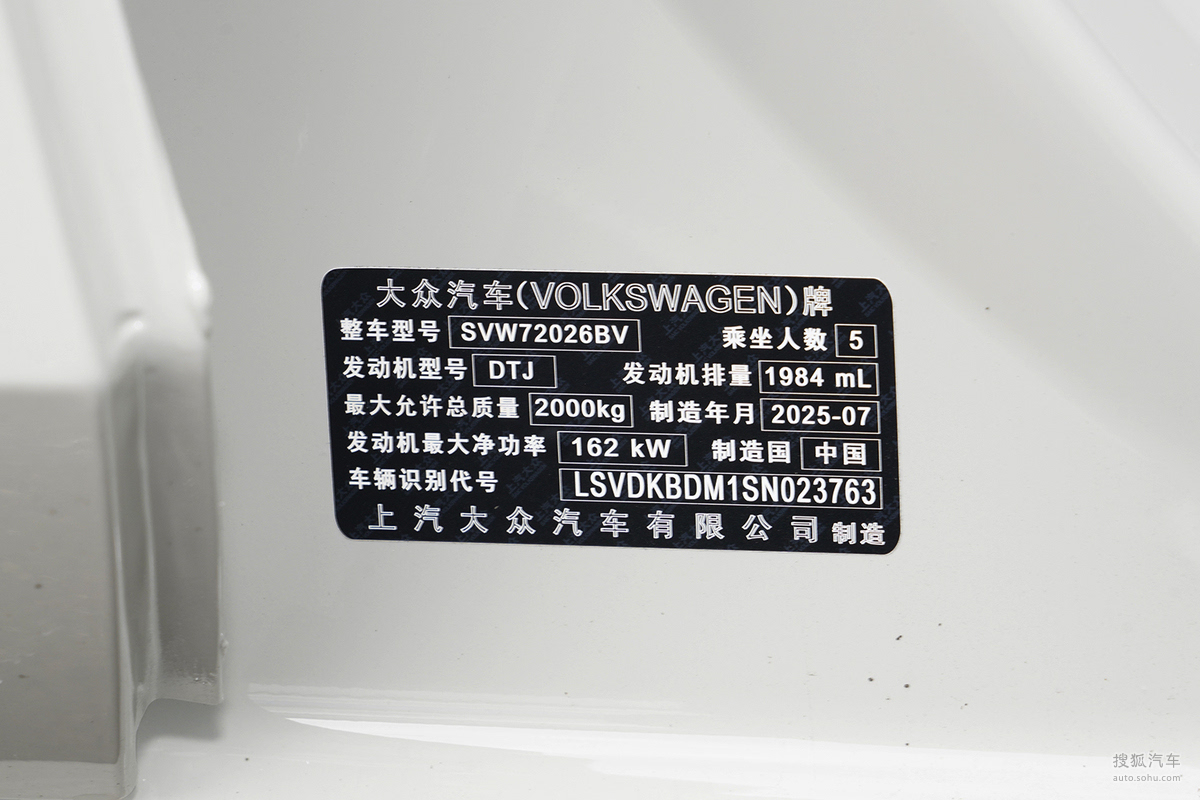 大众汽车(VOLKSWAGEN)牌
整车型号 SVW72026BV 乘坐人数 5
发动机型号 DTJ 发动机排量 1984 mL
最大允许总质量 2000kg 制造年月 2025-07
发动机最大净功率 162 kW 制造国 中国
车辆识别代号 LSVDKBDM1SN023763
上汽大众汽车有限公司 制造
搜狐汽车
auto.sohu.com